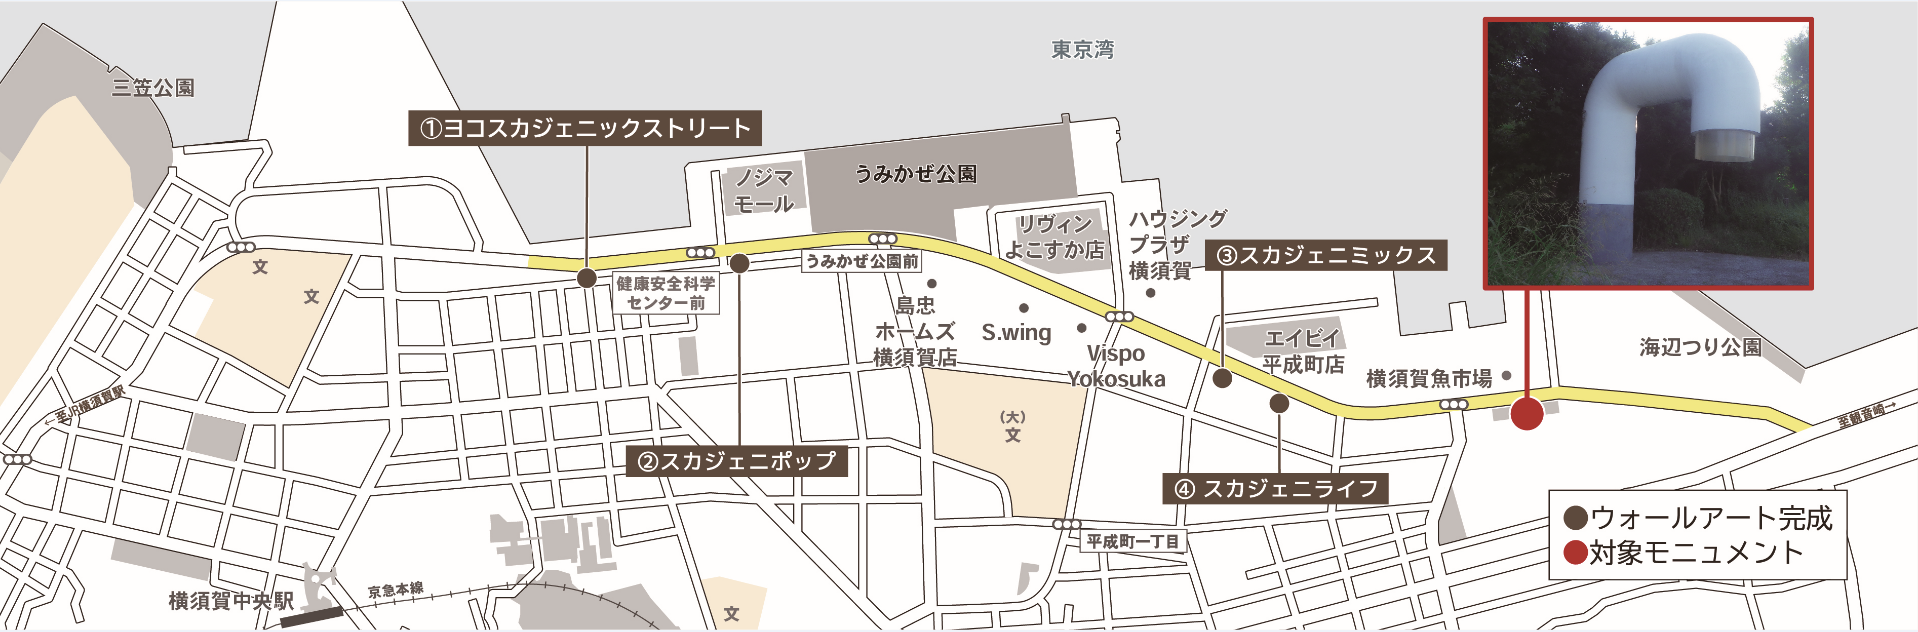 東京湾
三笠公園
①ヨコスカジェニックストリート
うみかぜ公園
ノジマ
モール
リヴィン
よこすか店
ハウジング
プラザ
横須賀
③スカジェニミックス
健康安全科学
センター前
うみかぜ公園前
文
文
島忠
ホームズ
横須賀店
S.wing
Vispo
Yokosuka
エイビイ
平成町店
横須賀魚市場
海辺つり公園
←至JR横須賀駅
至観音崎→
(大)
文
②スカジェニポップ
④ スカジェニライフ
平成町一丁目
横須賀中央駅
京急本線
文
ウォールアート完成
対象モニュメント